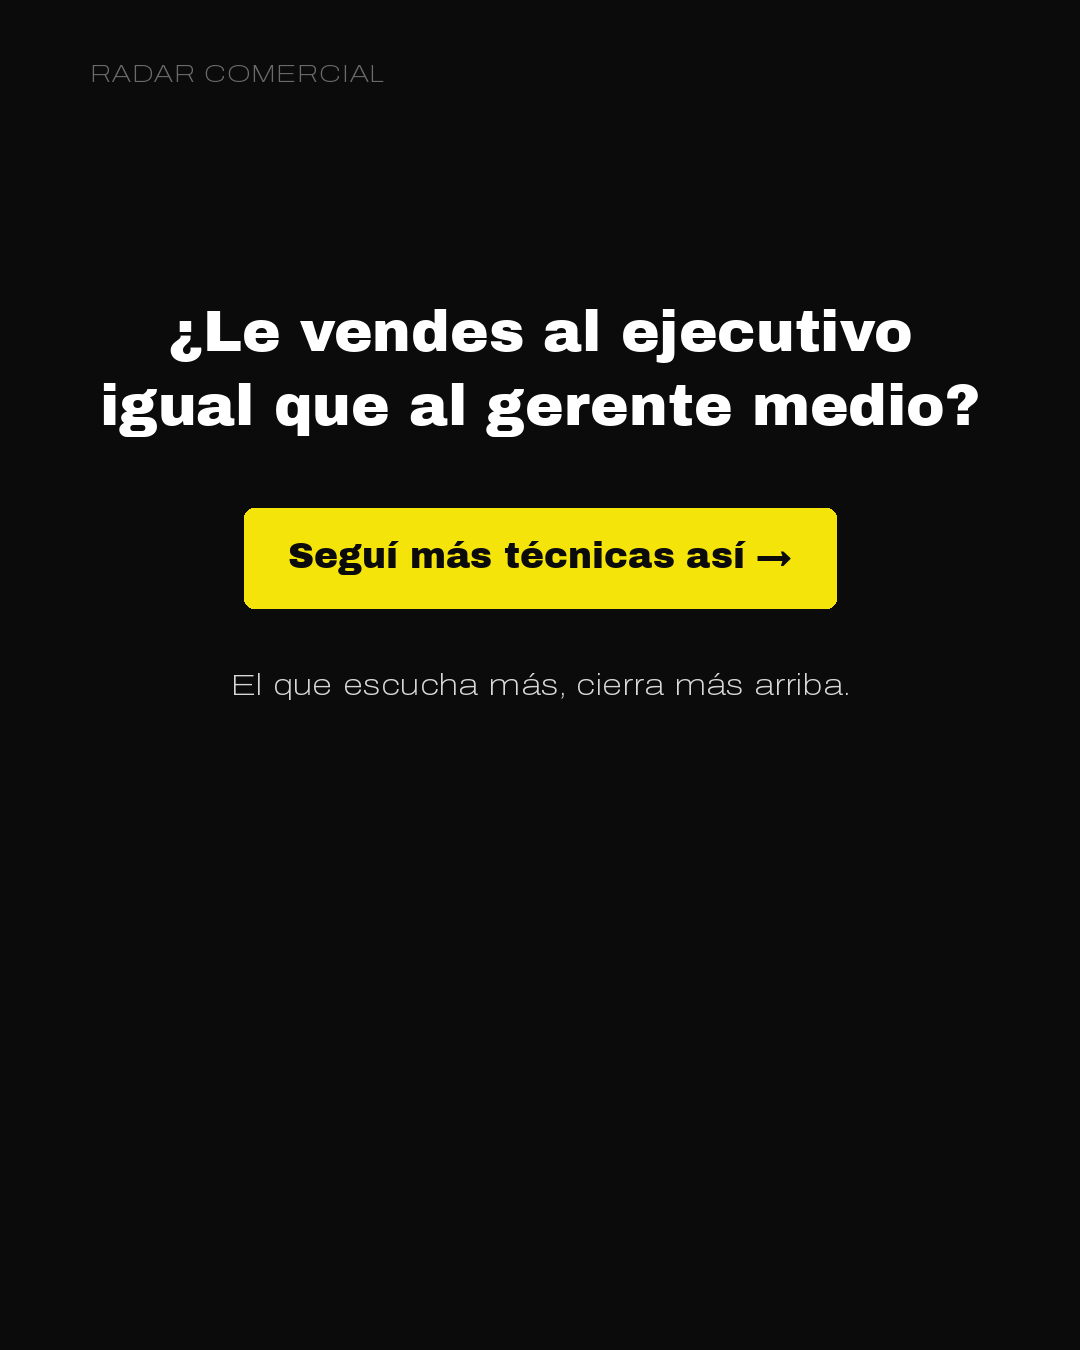 RADAR COMERCIAL
¿Le vendes al ejecutivo
igual que al gerente medio?
Seguí más técnicas así →
El que escucha más, cierra más arriba.